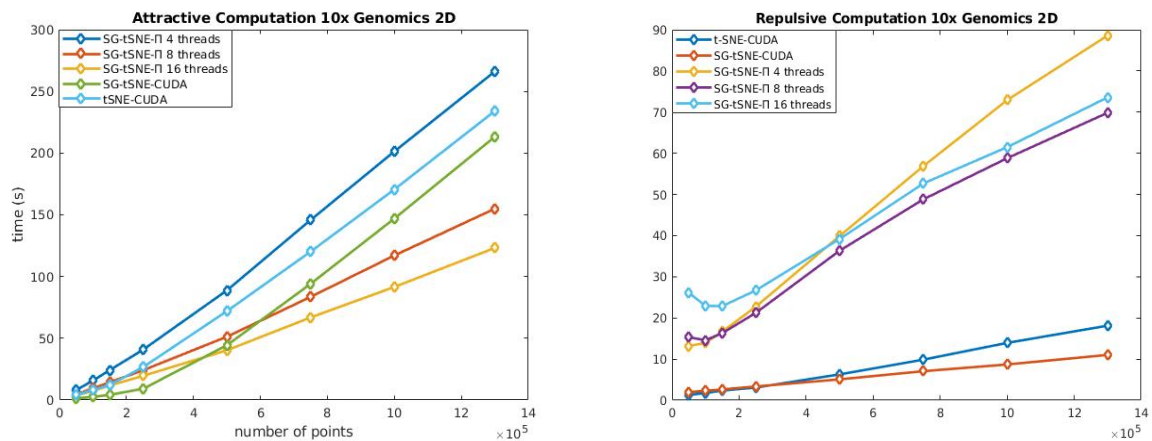 Attractive Computation 10x Genomics 2D
300
250
200
150
100
50
0
time (s)
SG-tSNE-Π 4 threads
SG-tSNE-Π 8 threads
SG-tSNE-Π 16 threads
SG-tSNE-CUDA
tSNE-CUDA
0 2 4 6 8 10 12 14
×10^5
number of points
Repulsive Computation 10x Genomics 2D
90
80
70
60
50
40
30
20
10
0
t-SNE-CUDA
SG-tSNE-CUDA
SG-tSNE-Π 4 threads
SG-tSNE-Π 8 threads
SG-tSNE-Π 16 threads
0 2 4 6 8 10 12 14
×10^5